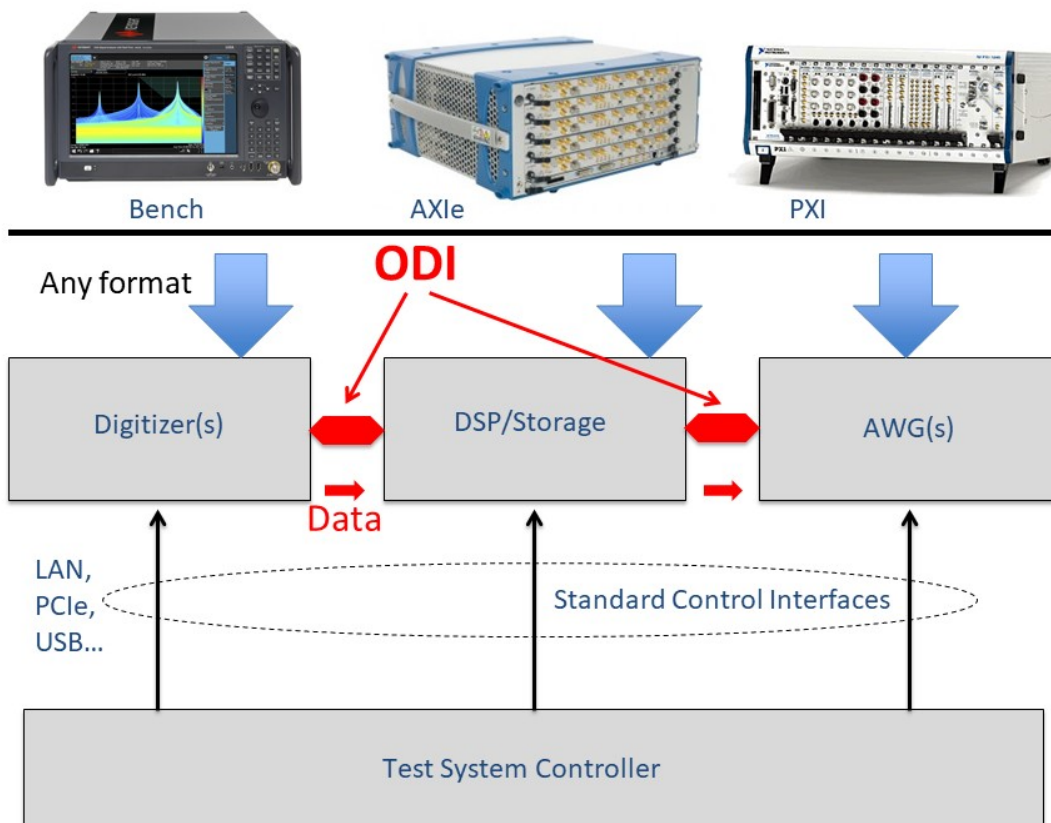 Bench
AXIe
PXI
Any format
ODI
Digitizer(s)
DSP/Storage
AWG(s)
Data
LAN,
PCIe,
USB...
Standard Control Interfaces
Test System Controller